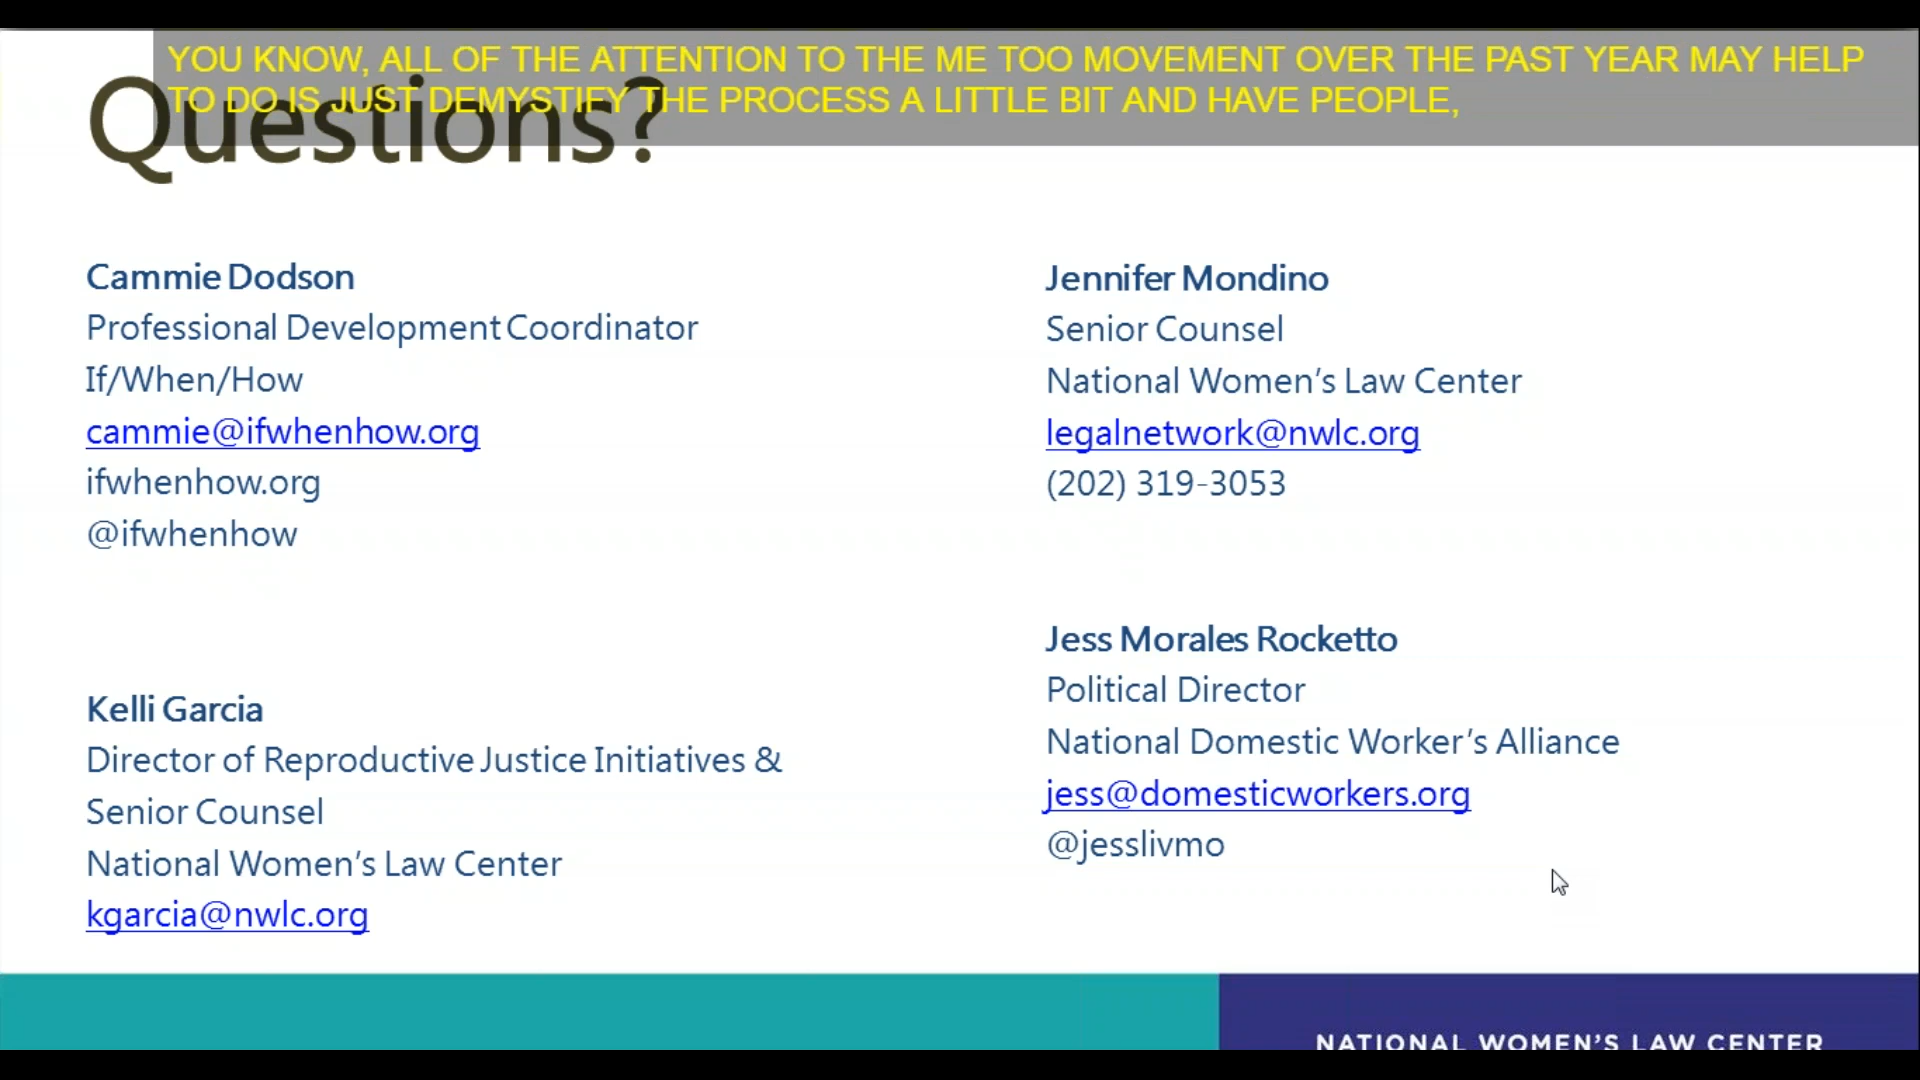 YOU KNOW, ALL OF THE ATTENTION TO THE ME TOO MOVEMENT OVER THE PAST YEAR MAY HELP
TO DO IS JUST DEMYSTIFY THE PROCESS A LITTLE BIT AND HAVE PEOPLE,
Questions?
Cammie Dodson
Professional Development Coordinator
If/When/How
cammie@ifwhenhow.org
ifwhenhow.org
@ifwhenhow
Kelli Garcia
Director of Reproductive Justice Initiatives &
Senior Counsel
National Women’s Law Center
kgarcia@nwlc.org
Jennifer Mondino
Senior Counsel
National Women’s Law Center
legalnetwork@nwlc.org
(202) 319-3053
Jess Morales Rocketto
Political Director
National Domestic Worker’s Alliance
jess@domesticworkers.org
@jesslivmo
NATIONAL WOMEN’S LAW CENTER